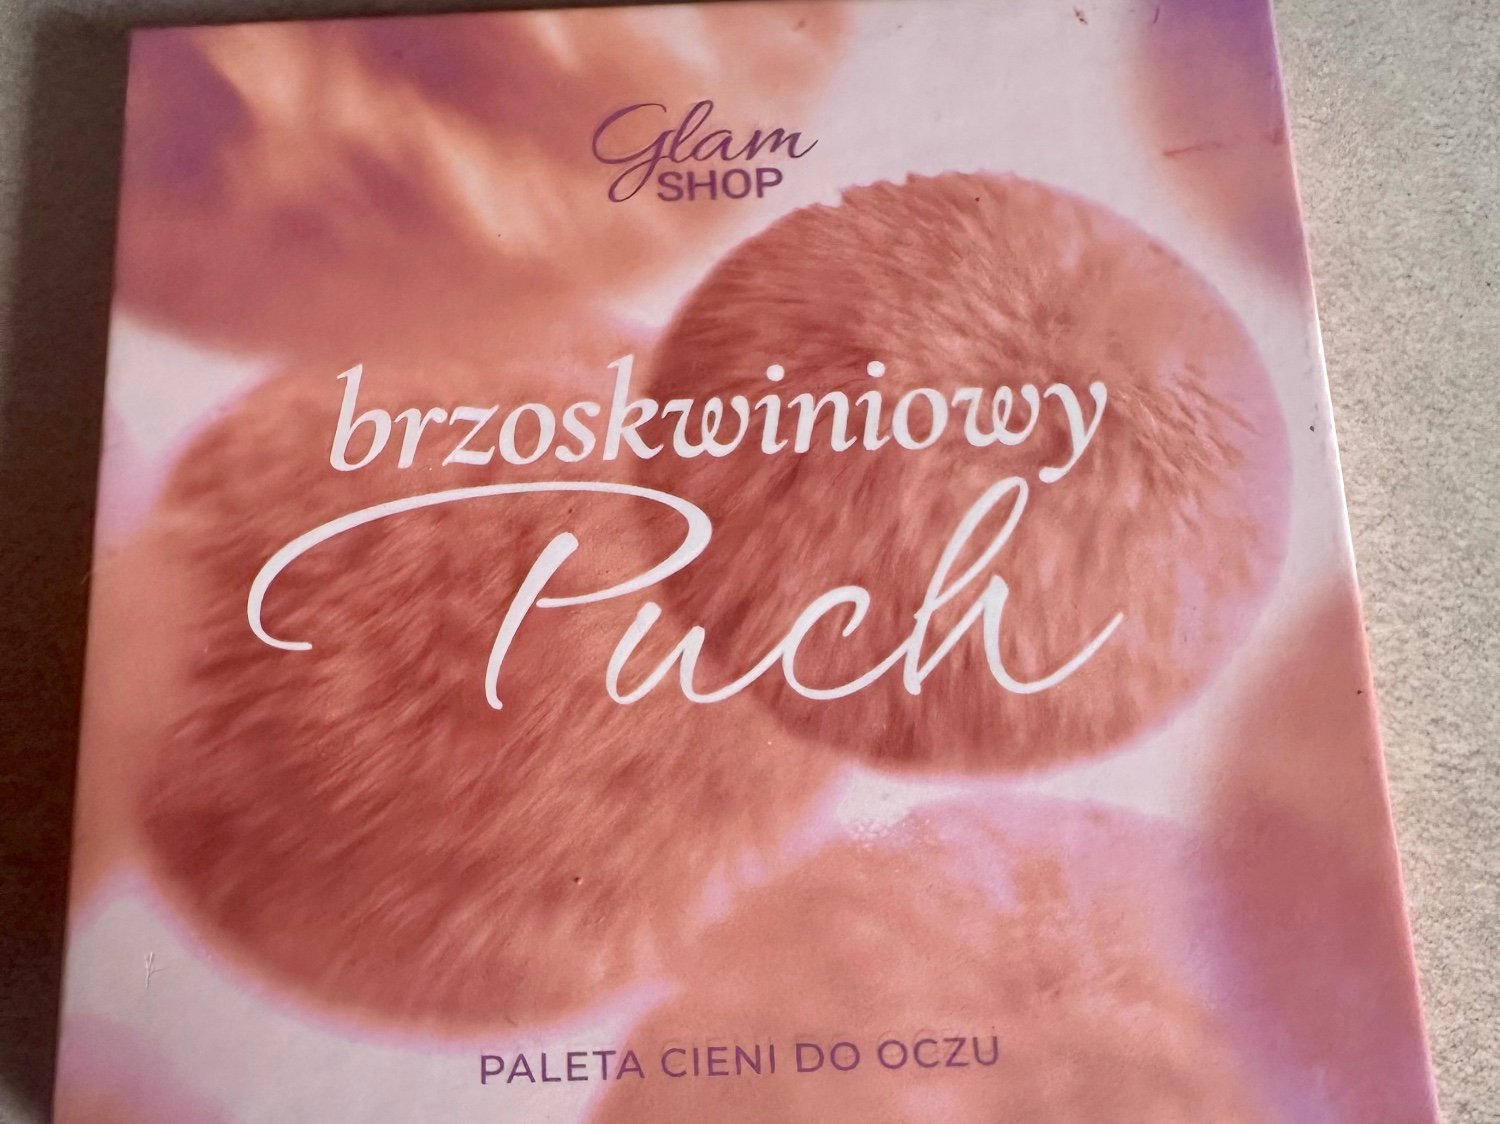 Glam
SHOP
brzoskwiniowy
Puch
PALETA CIENI DO OCZU